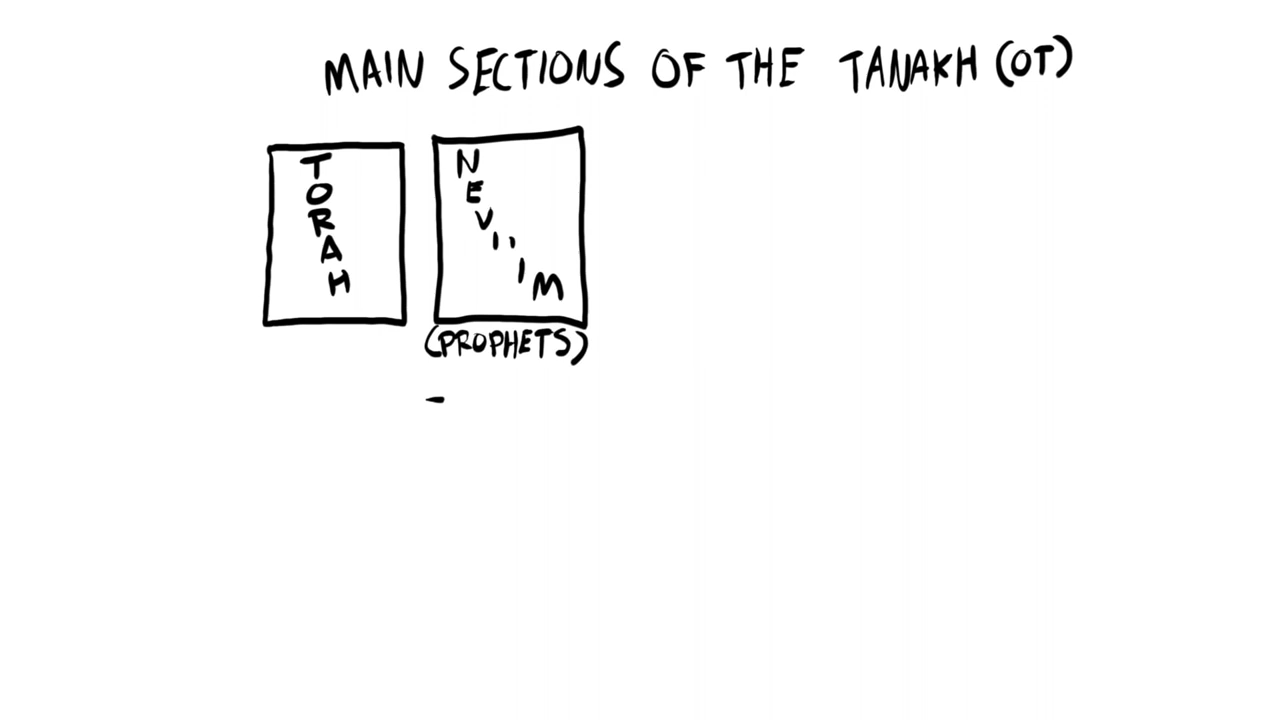 MAIN SECTIONS OF THE TANAKH (OT)
TORAH
NEVI'IM
(PROPHETS)
-